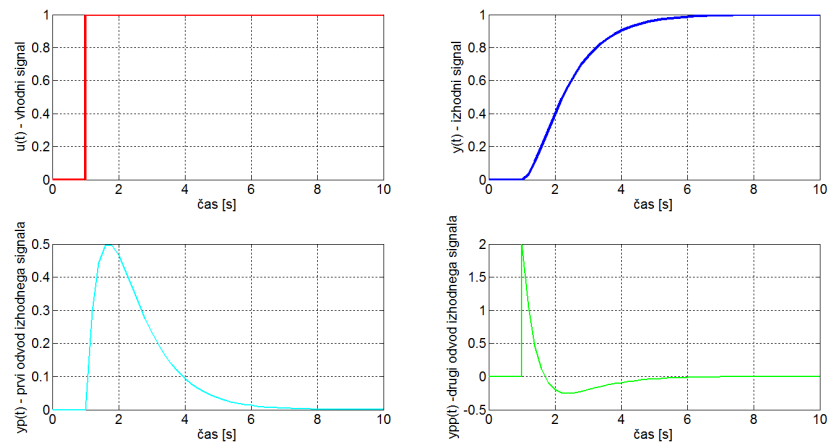 1
0.8
0.6
0.4
0.2
0
0 2 4 6 8 10
u(t) - vhodni signal
čas [s]
1
0.8
0.6
0.4
0.2
0
0 2 4 6 8 10
y(t) - izhodni signal
čas [s]
0.5
0.4
0.3
0.2
0.1
0
0 2 4 6 8 10
yp(t) - prvi odvod izhodnega signala
čas [s]
2
1.5
1
0.5
0
-0.5
0 2 4 6 8 10
ypp(t) -drugi odvod izhodnega signala
čas [s]